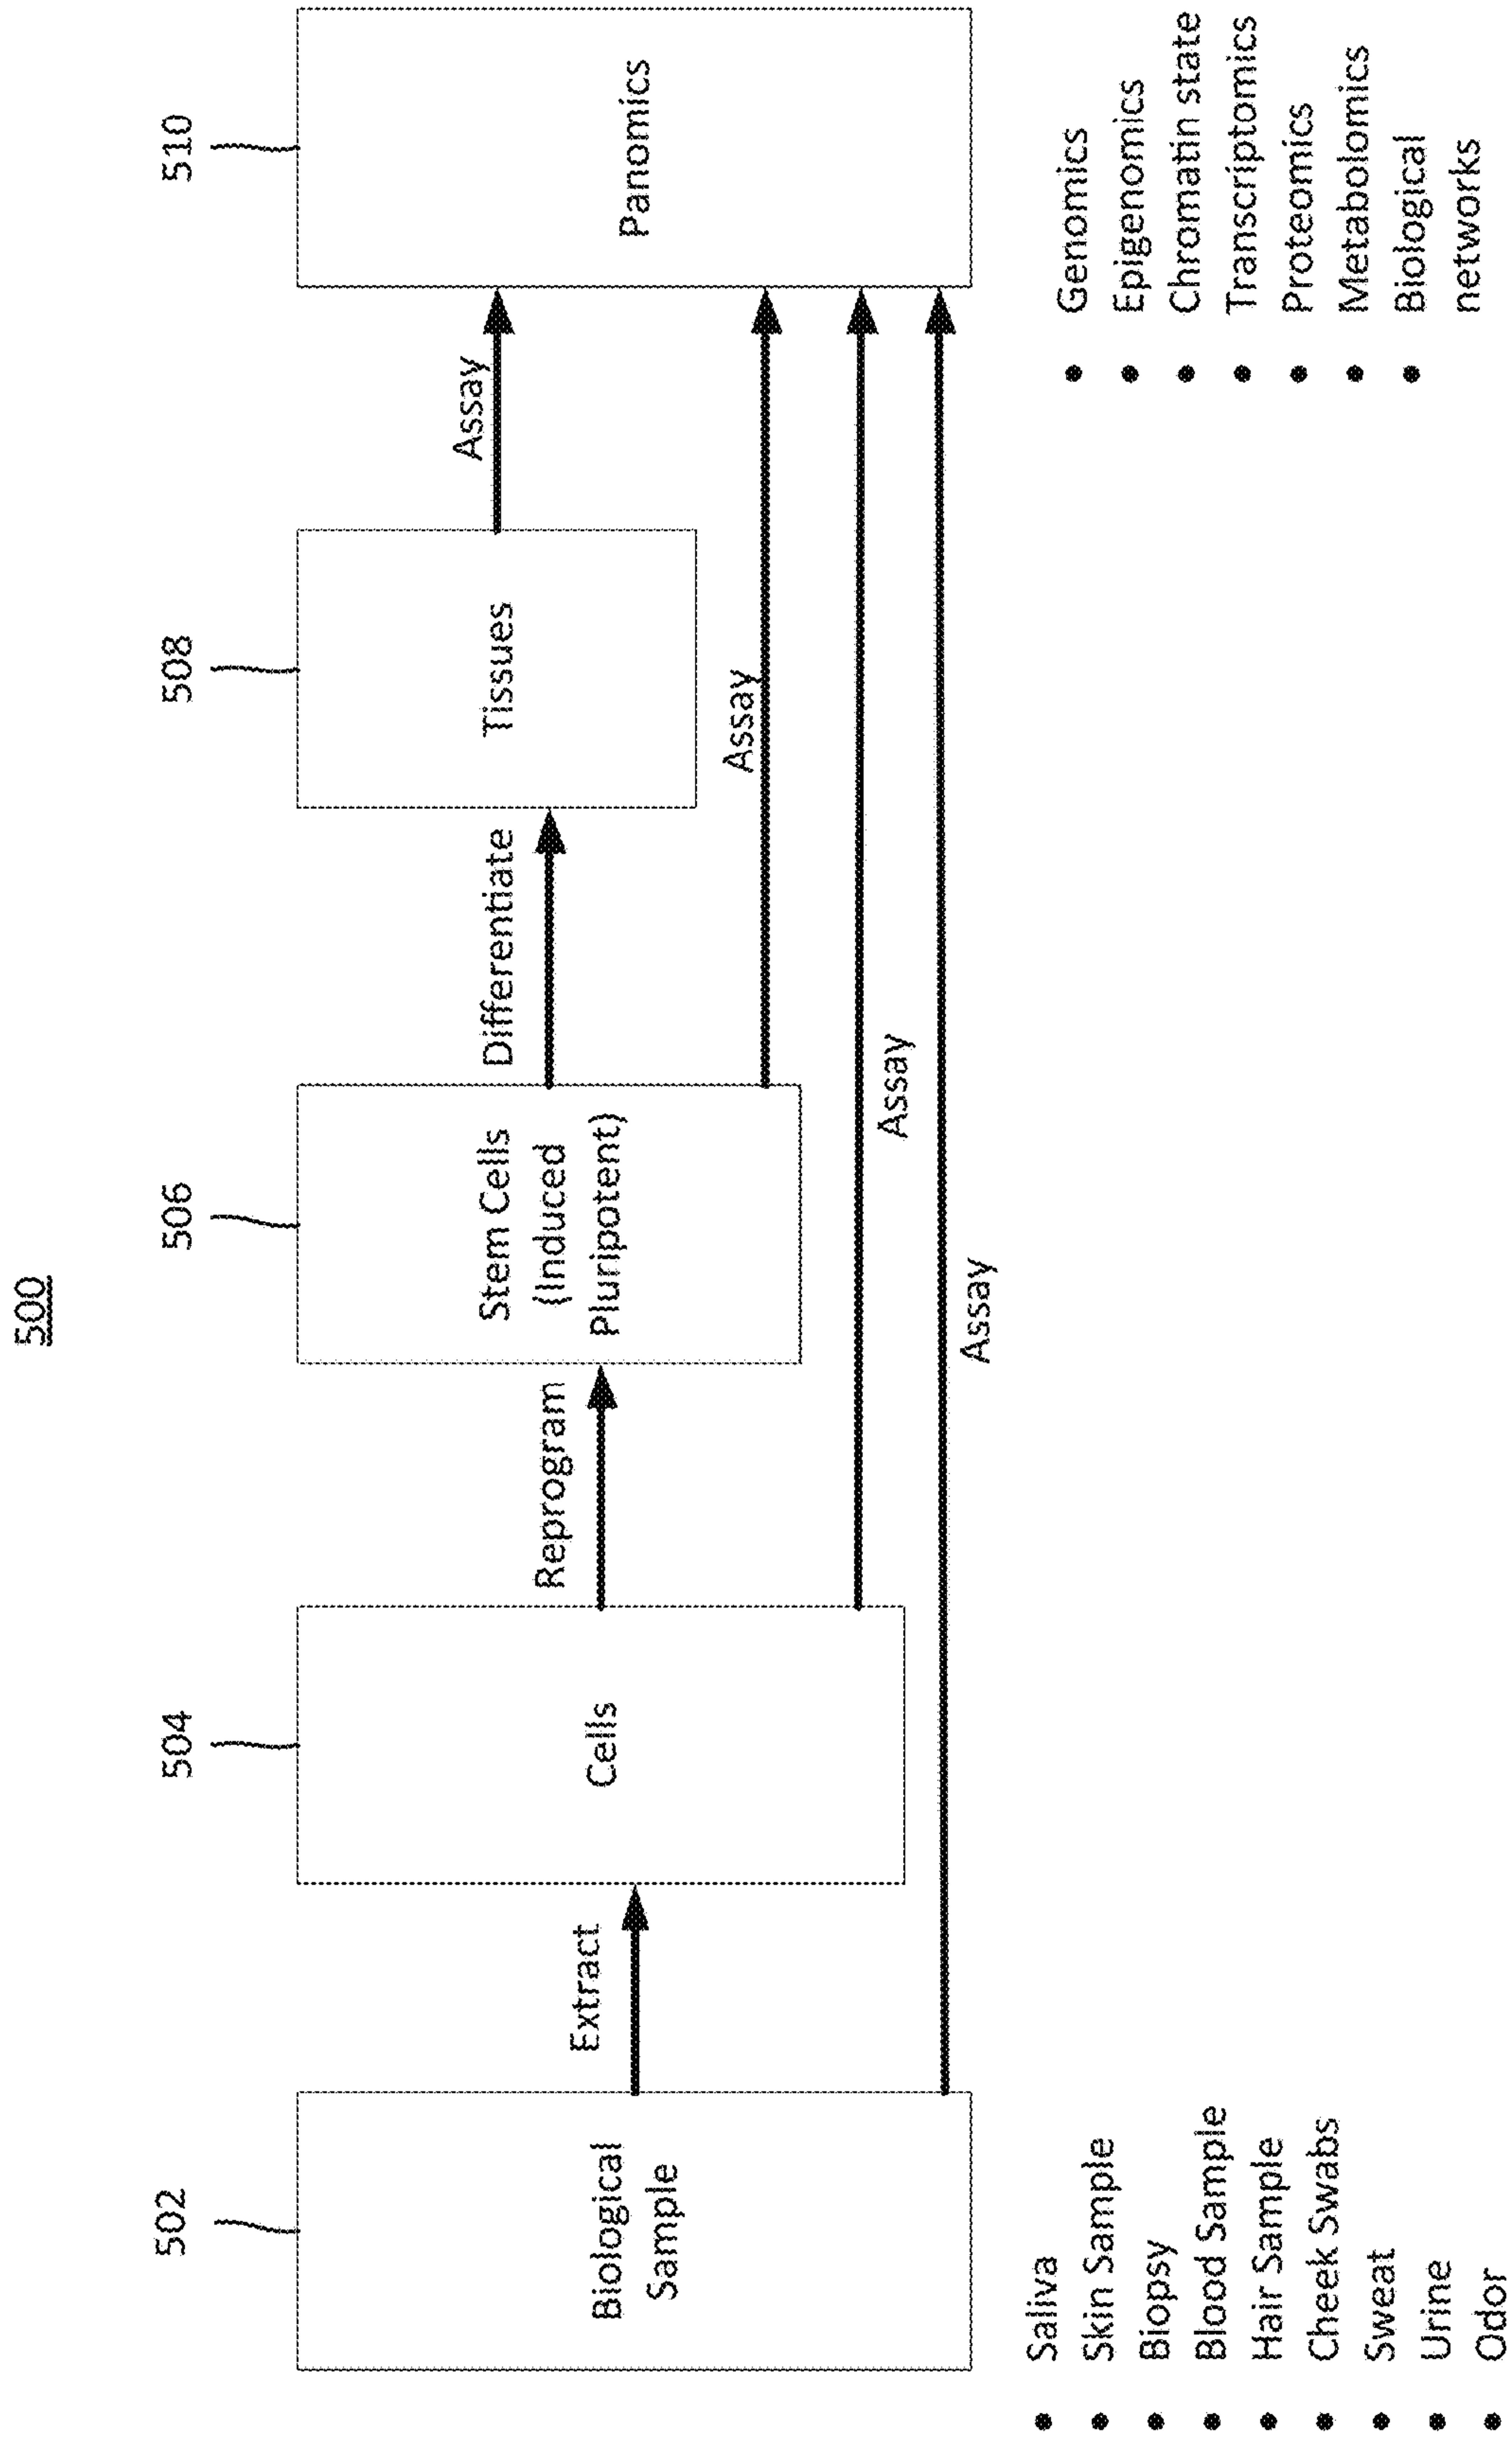 500
502
504
506
508
510
Biological
Sample
Extract
Cells
Reprogram
Stem Cells
(Induced
Pluripotent)
Differentiate
Tissues
Assay
Panomics
Assay
Assay
Assay
• Saliva
• Skin Sample
• Biopsy
• Blood Sample
• Hair Sample
• Cheek Swabs
• Sweat
• Urine
• Odor
• Genomics
• Epigenomics
• Chromatin state
• Transcriptomics
• Proteomics
• Metabolomics
• Biological
networks